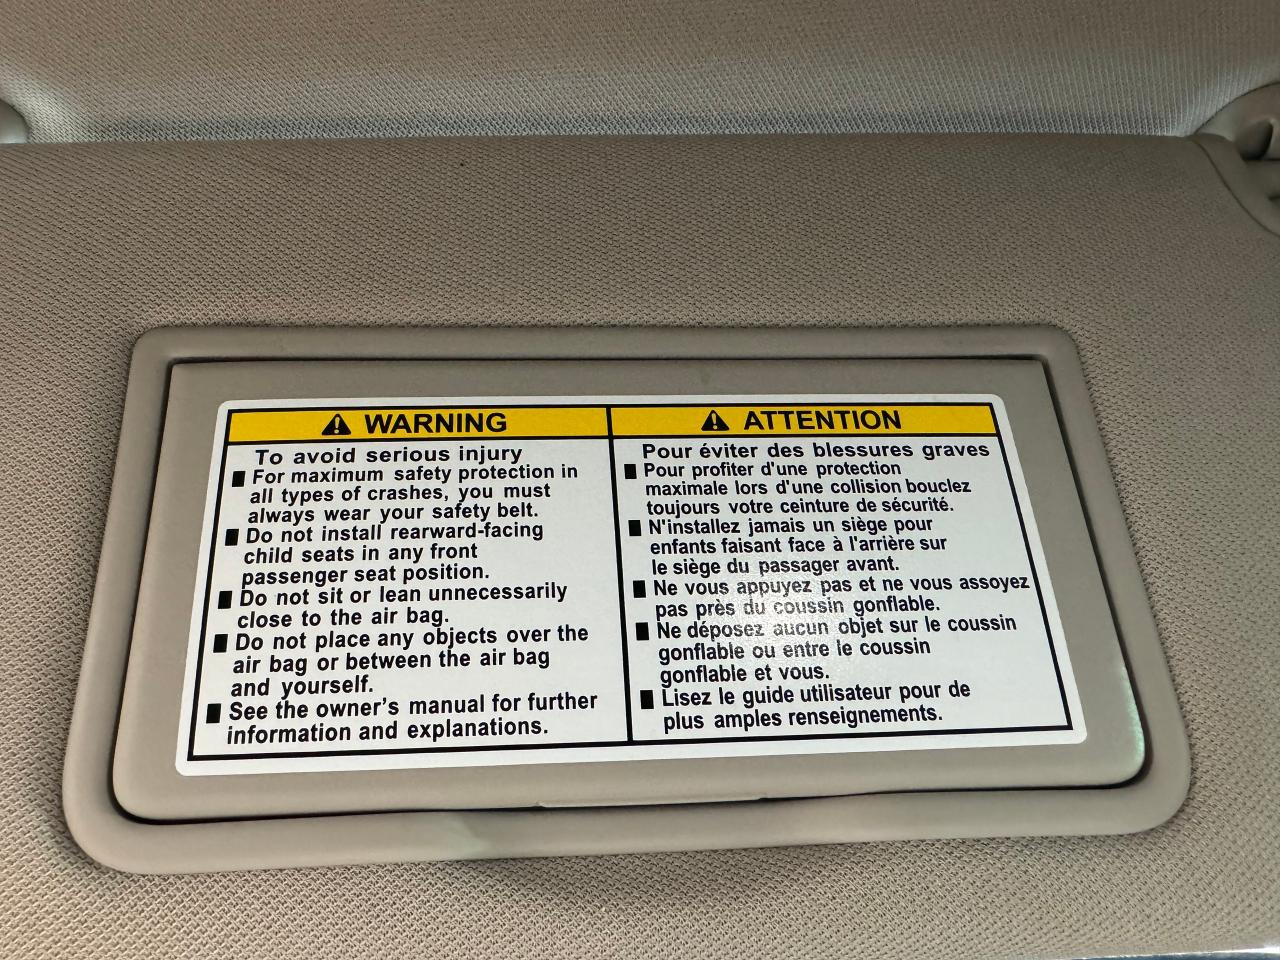 WARNING
To avoid serious injury
For maximum safety protection in
all types of crashes, you must
always wear your safety belt.
Do not install rearward-facing
child seats in any front
passenger seat position.
Do not sit or lean unnecessarily
close to the air bag.
Do not place any objects over the
air bag or between the air bag
and yourself.
See the owner's manual for further
information and explanations.
ATTENTION
Pour éviter des blessures graves
Pour profiter d'une protection
maximale lors d'une collision bouclez
toujours votre ceinture de sécurité.
N'installez jamais un siège pour
enfants faisant face à l'arrière sur
le siège du passager avant.
Ne vous appuyez pas et ne vous assoyez
pas près du coussin gonflable.
Ne déposez aucun objet sur le coussin
gonflable ou entre le coussin
gonflable et vous.
Lisez le guide utilisateur pour de
plus amples renseignements.